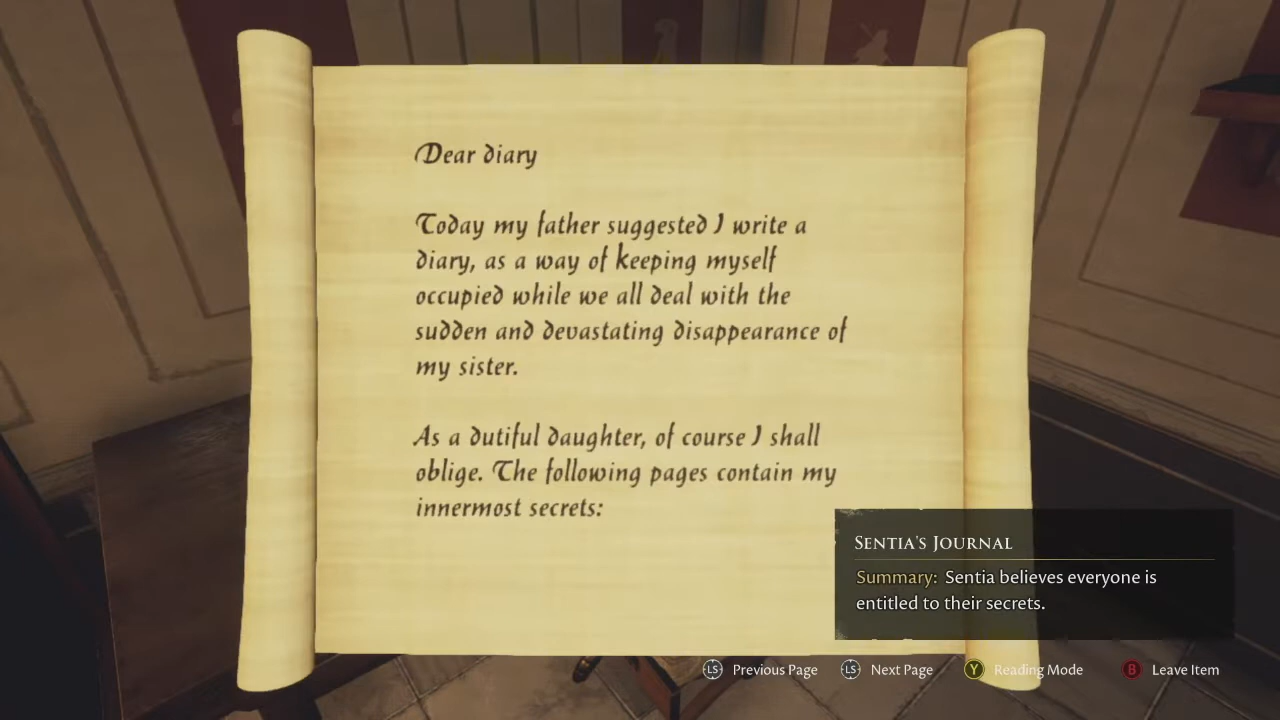 Dear diary
Today my father suggested I write a
diary, as a way of keeping myself
occupied while we all deal with the
sudden and devastating disappearance of
my sister.
As a dutiful daughter, of course I shall
oblige. The following pages contain my
innermost secrets:
SENTIA'S JOURNAL
Summary: Sentia believes everyone is
entitled to their secrets.
LS Previous Page LS Next Page Y Reading Mode B Leave Item